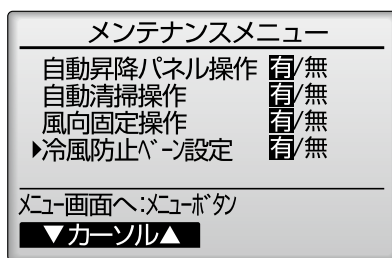 メンテナンスメニュー
自動昇降パネル操作 有/無
自動清掃操作 有/無
風向固定操作 有/無
▶冷風防止ﾍﾞｰﾝ設定 有/無
ﾒﾆｭｰ画面へ:ﾒﾆｭｰﾎﾞﾀﾝ
▼カーソル▲